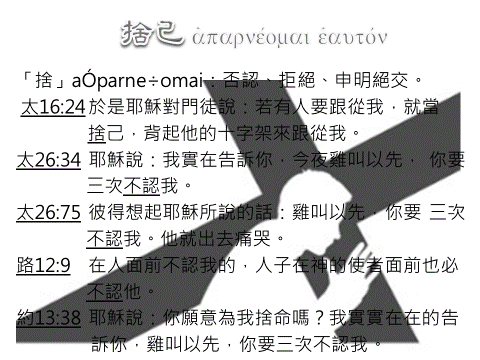 捨己 ἀπαρνέομαι ἑαυτόν
「捨」aÓparne÷omai：否認、拒絕、申明絕交。
太16:24 於是耶穌對門徒說：若有人要跟從我，就當
捨己，背起他的十字架來跟從我。
太26:34 耶穌說：我實在告訴你，今夜雞叫以先， 你要
三次不認我。
太26:75 彼得想起耶穌所說的話：雞叫以先，你要 三次
不認我。他就出去痛哭。
路12:9 在人面前不認我的，人子在神的使者面前也必
不認他。
約13:38 耶穌說：你願意為我捨命嗎？我實實在在的告
訴你，雞叫以先，你要三次不認我。